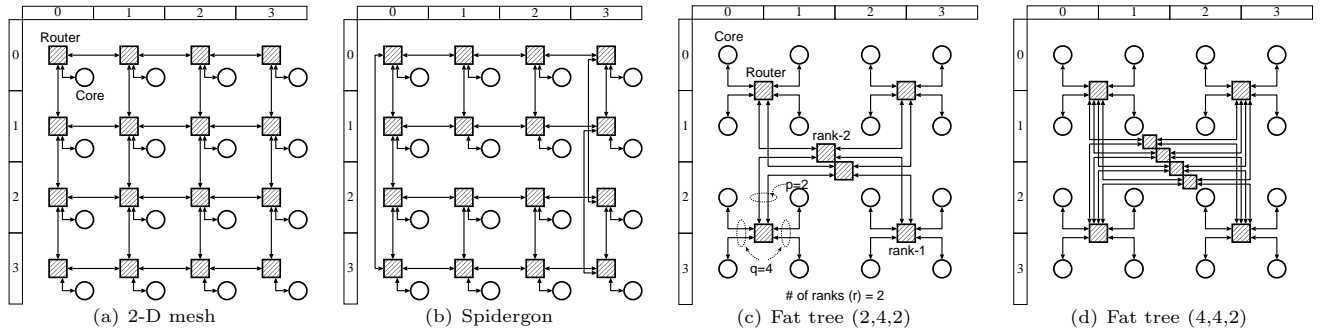 0 1 2 3
0
1
2
3
Router
Core
(a) 2-D mesh
0 1 2 3
0
1
2
3
(b) Spidergon
0 1 2 3
0
1
2
3
Core
Router
rank-2
p=2
q=4
rank-1
# of ranks (r) = 2
(c) Fat tree (2,4,2)
0 1 2 3
0
1
2
3
(d) Fat tree (4,4,2)